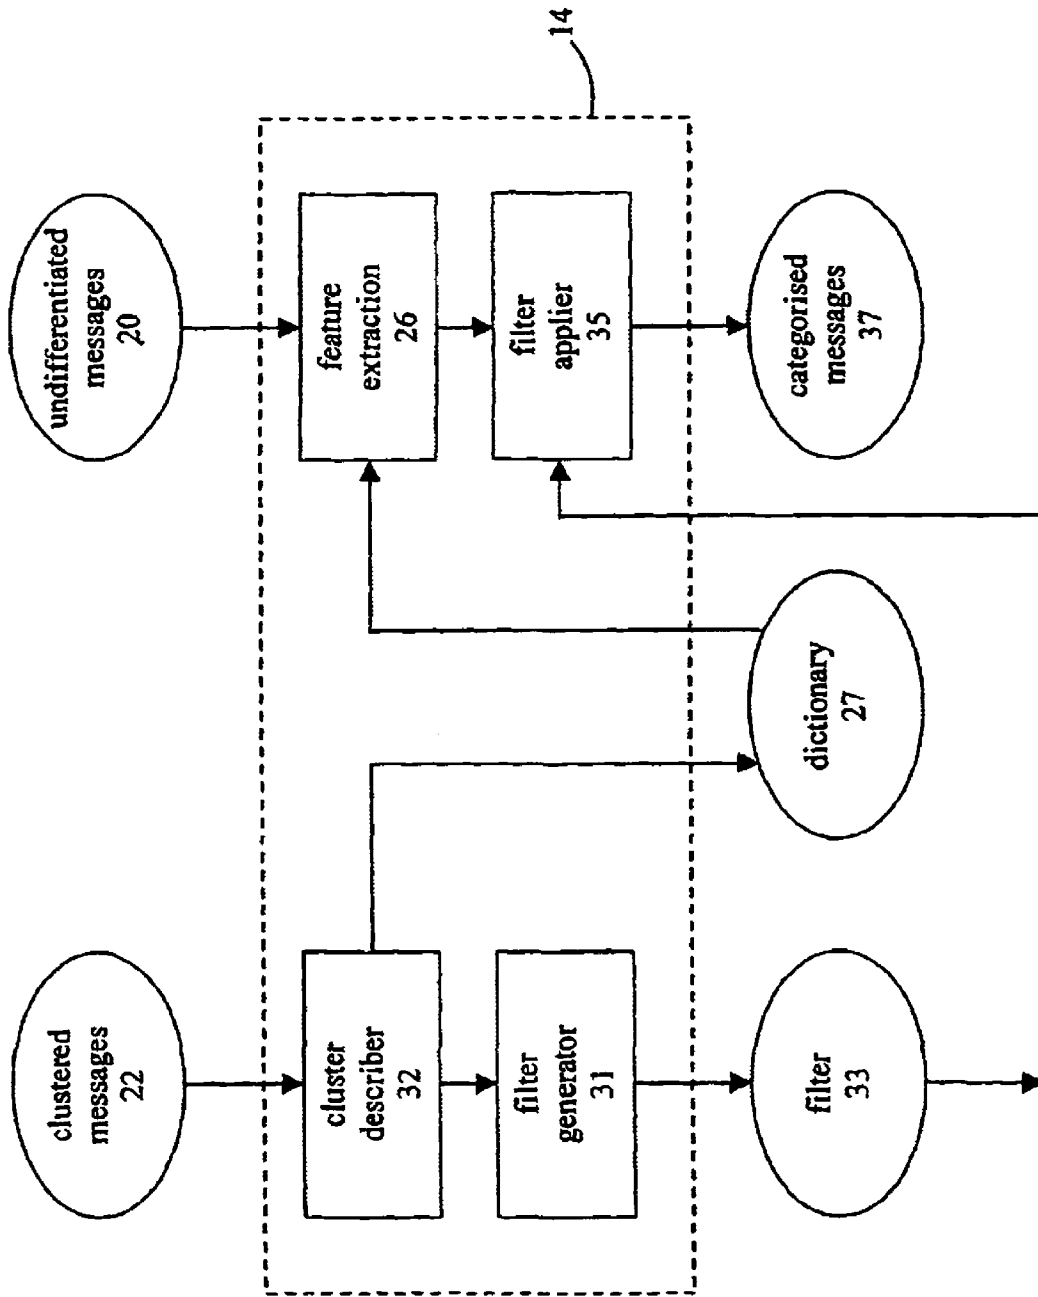 clustered
messages
22
undifferentiated
messages
20
cluster
describer
32
feature
extraction
26
filter
generator
31
filter
applier
35
filter
33
dictionary
27
categorised
messages
37
14